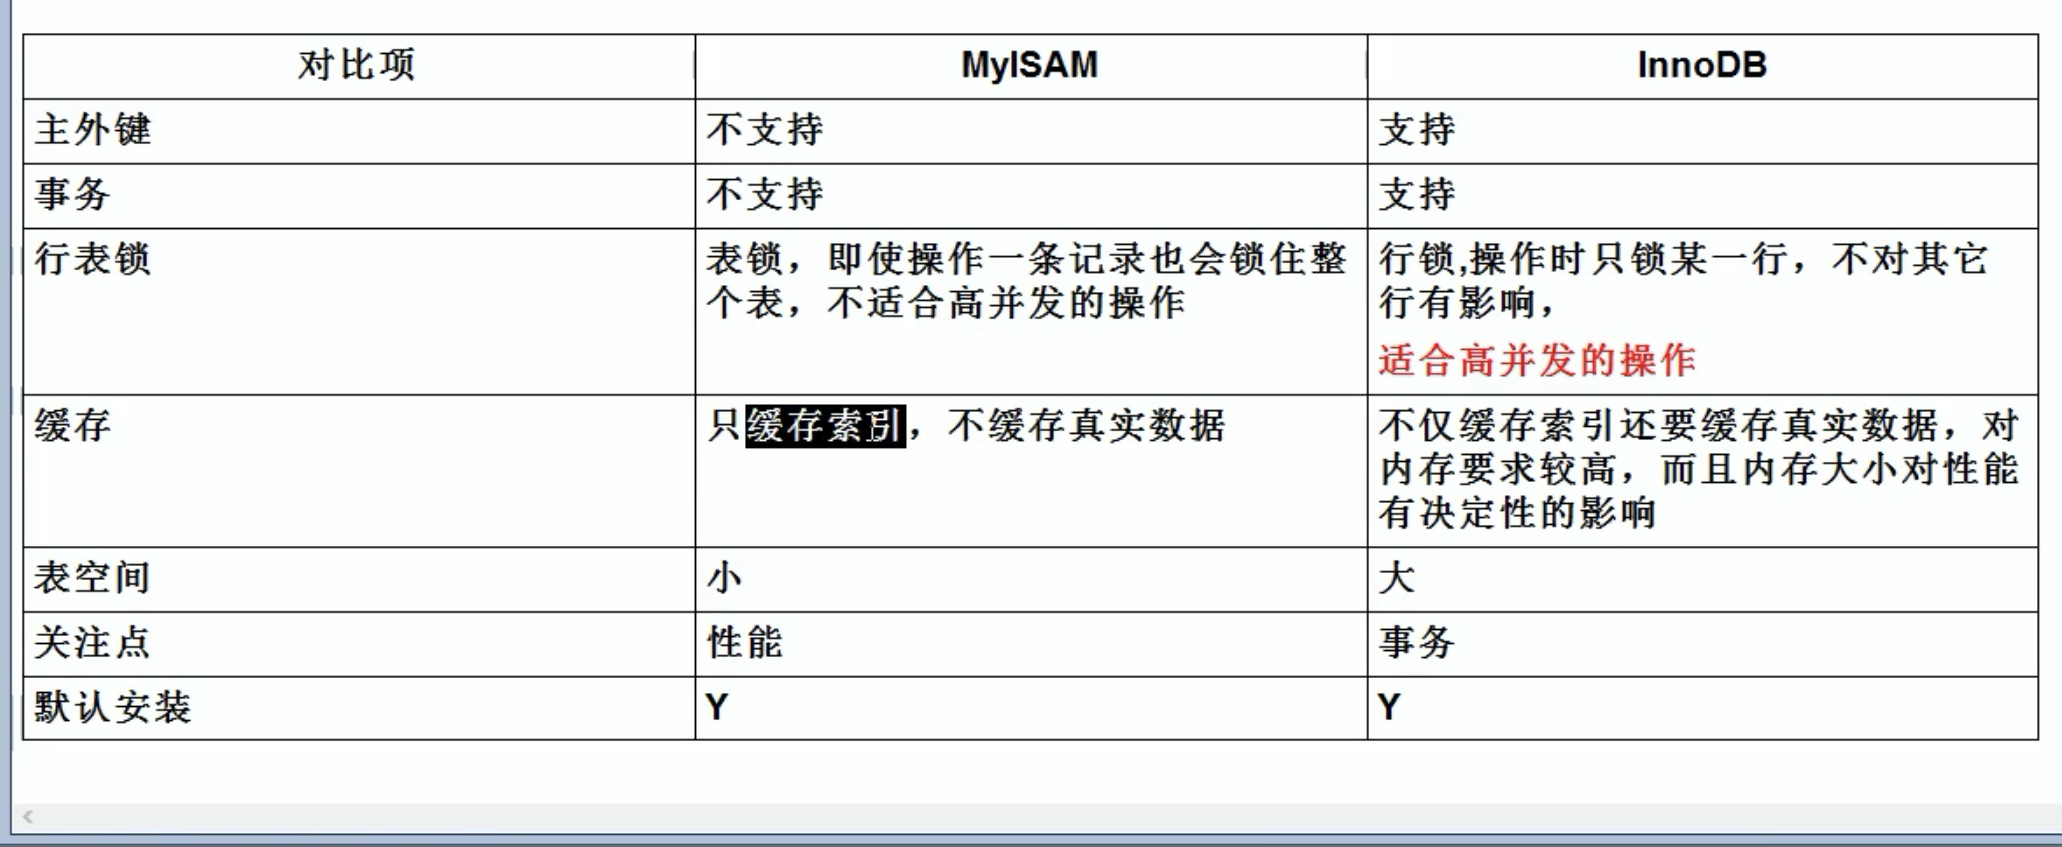 对比项 MyISAM InnoDB
主外键 不支持 支持
事务 不支持 支持
行表锁 表锁，即使操作一条记录也会锁住整 行锁,操作时只锁某一行，不对其它
个表，不适合高并发的操作 行有影响，
适合高并发的操作
缓存 只缓存索引，不缓存真实数据 不仅缓存索引还要缓存真实数据，对
内存要求较高，而且内存大小对性能
有决定性的影响
表空间 小 大
关注点 性能 事务
默认安装 Y Y